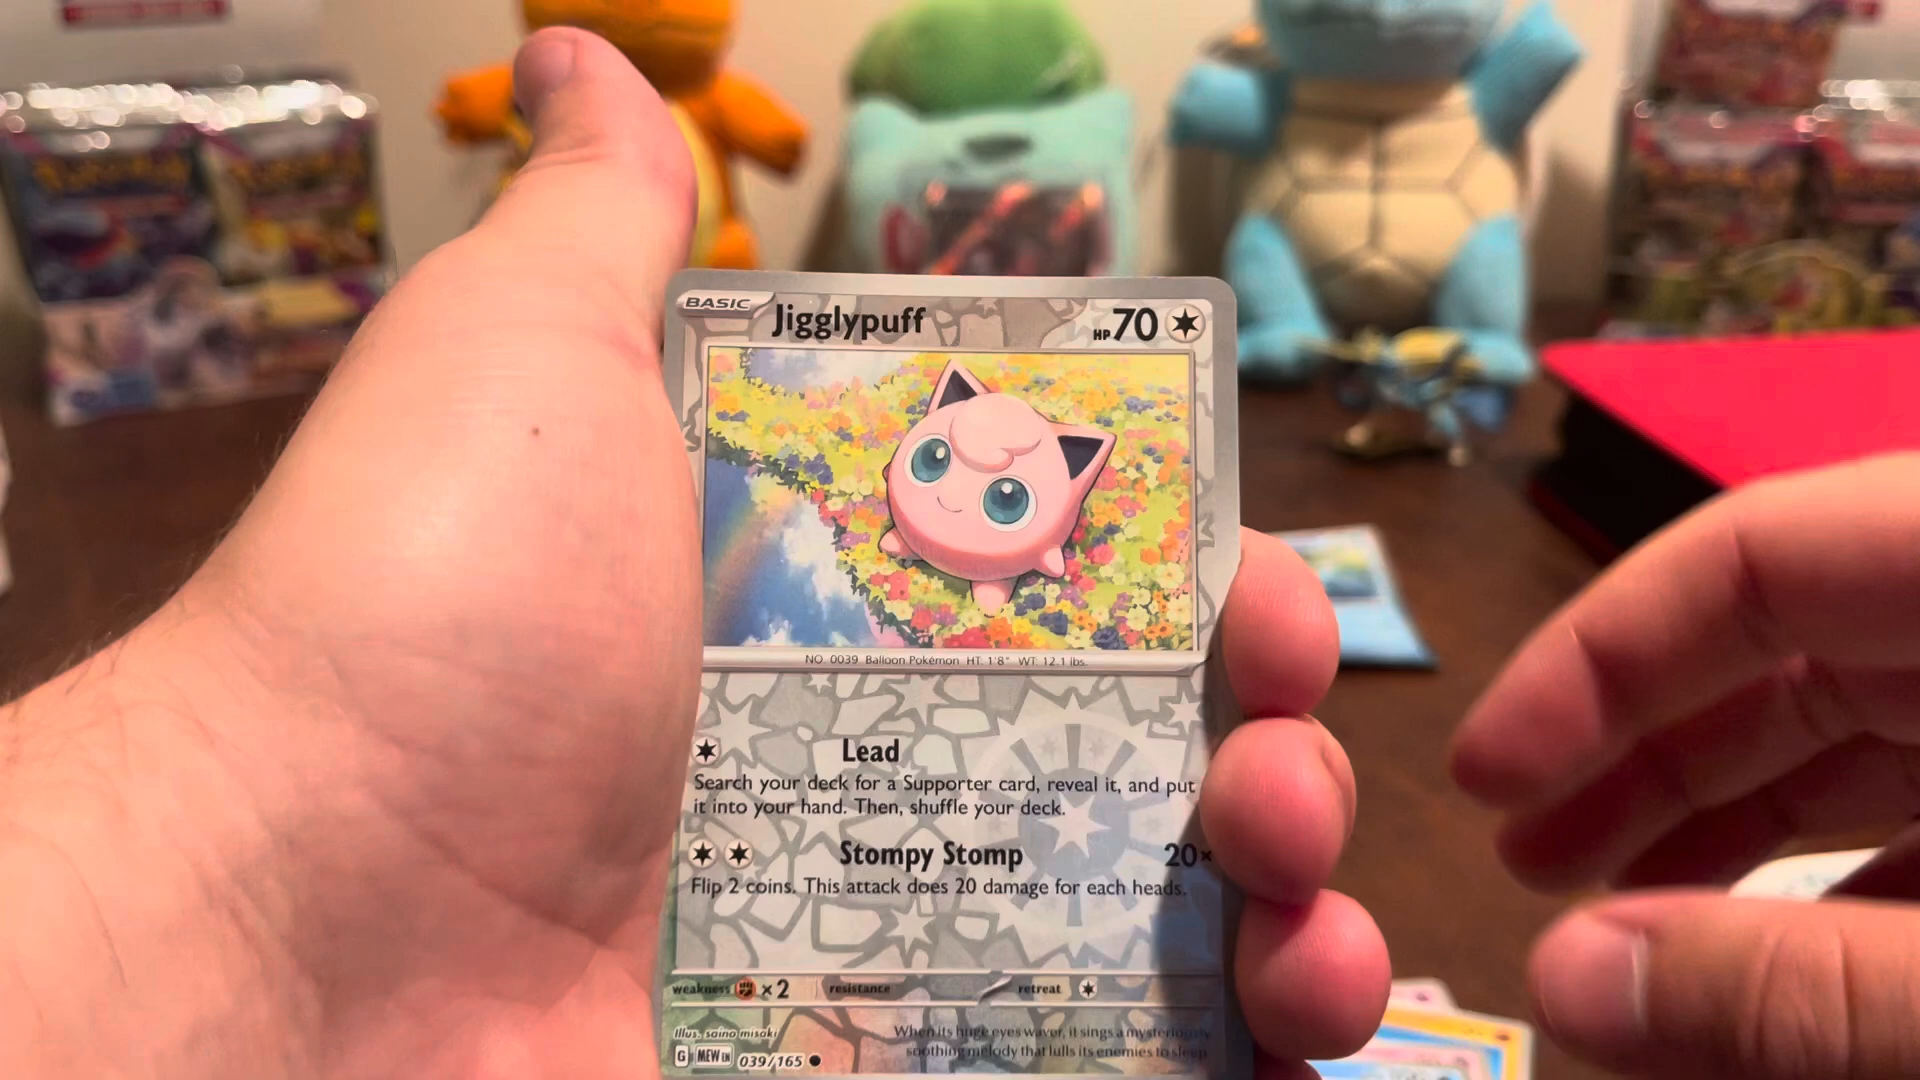 BASIC
Jigglypuff
HP 70
NO. 0039 Balloon Pokémon HT: 1'8" WT: 12.1 lbs.
Lead
Search your deck for a Supporter card, reveal it, and put
it into your hand. Then, shuffle your deck.
Stompy Stomp 20×
Flip 2 coins. This attack does 20 damage for each heads.
weakness ×2 resistance retreat
Illus. saino misaki
When its huge eyes waver, it sings a mysteriously
soothing melody that lulls its enemies to sleep.
G MEW EN 039/165